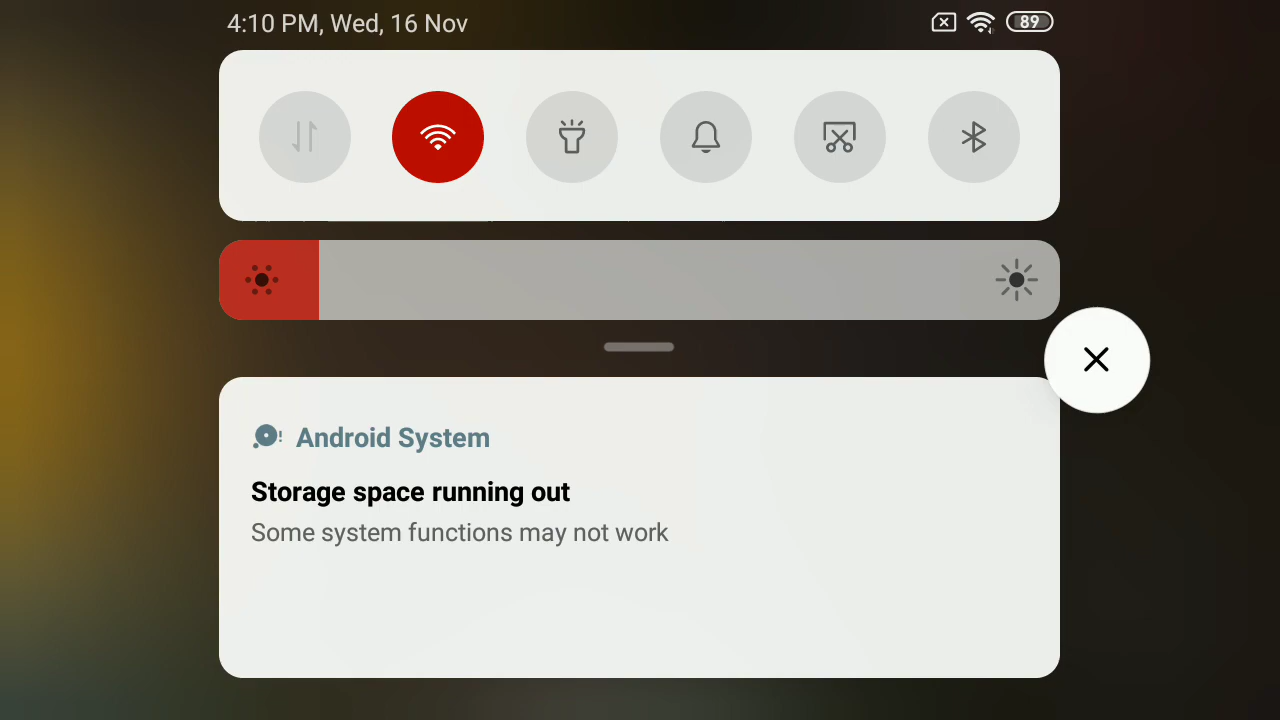 4:10 PM, Wed, 16 Nov
89
Android System
Storage space running out
Some system functions may not work